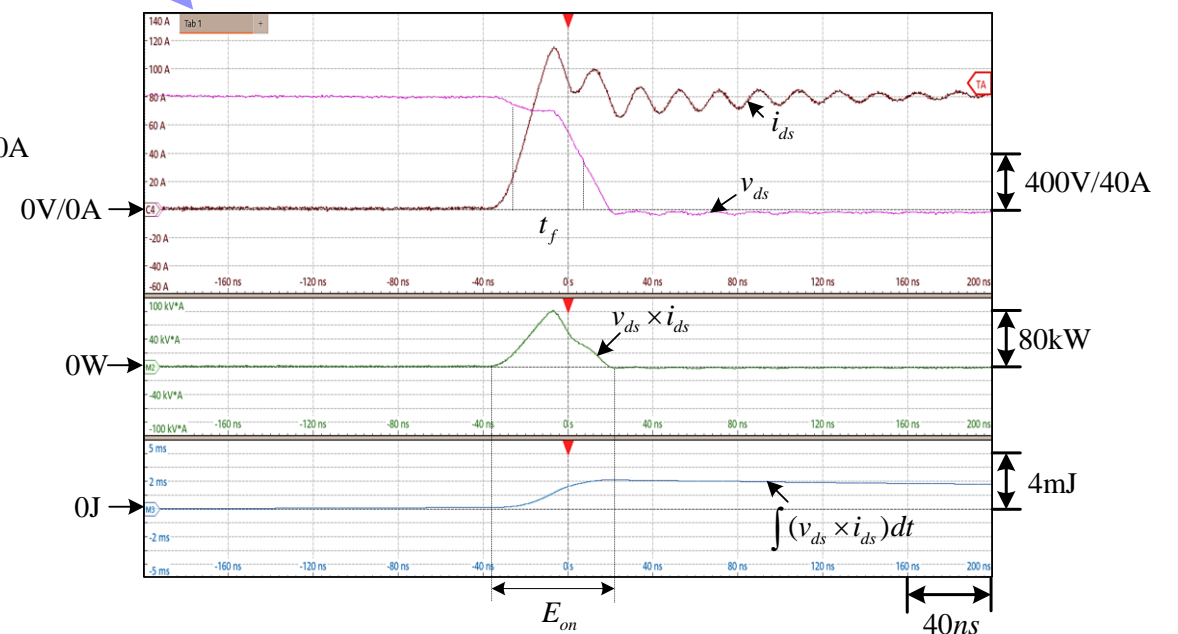 140 A
Tab 1
+
120 A
100 A
80 A
TA
60 A
i_ds
0A
40 A
20 A
v_ds
400V/40A
0V/0A
C4
t_f
-20 A
-40 A
-60 A
-160 ns -120 ns -80 ns -40 ns 0 s 40 ns 80 ns 120 ns 160 ns 200 ns
100 kV*A
v_ds × i_ds
40 kV*A
80kW
0W
M2
-40 kV*A
-100 kV*A
-160 ns -120 ns -80 ns -40 ns 0 s 40 ns 80 ns 120 ns 160 ns 200 ns
5 ms
2 ms
4mJ
0J
M3
∫(v_ds × i_ds)dt
-2 ms
-5 ms
-160 ns -120 ns -80 ns -40 ns 0 s 40 ns 80 ns 120 ns 160 ns 200 ns
E_on
40ns